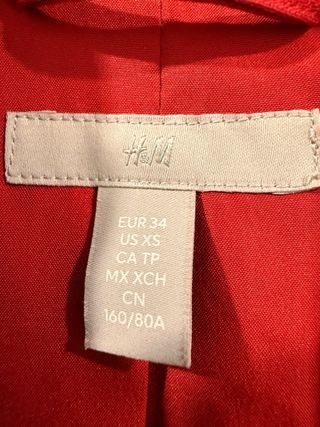 H&M
EUR 34
US XS
CA TP
MX XCH
CN
160/80A